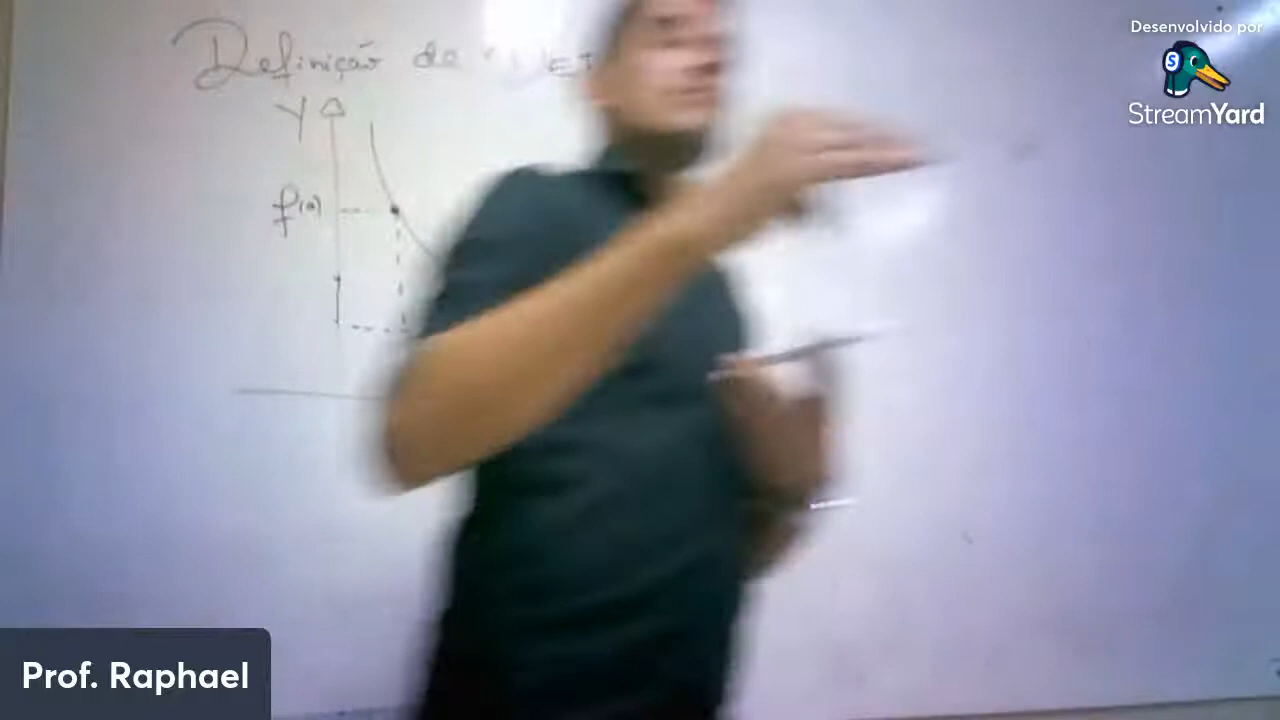 Desenvolvido por
StreamYard
Definição de
Y
f(a)
Prof. Raphael